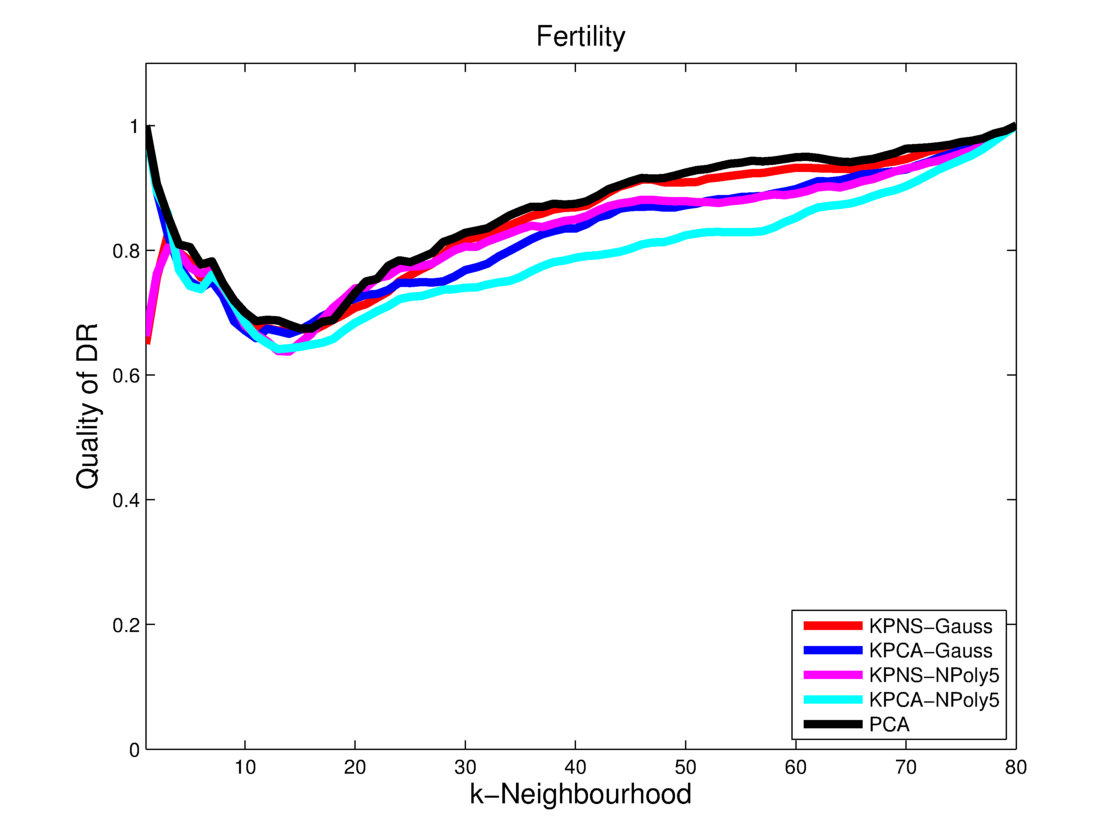 Fertility
1
0.8
0.6
0.4
0.2
0
Quality of DR
10 20 30 40 50 60 70 80
k−Neighbourhood
KPNS−Gauss
KPCA−Gauss
KPNS−NPoly5
KPCA−NPoly5
PCA